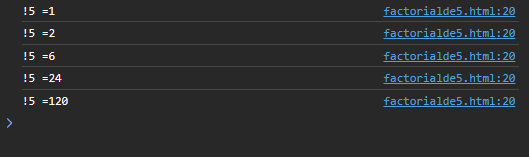 !5 =1 factorialde5.html:20
!5 =2 factorialde5.html:20
!5 =6 factorialde5.html:20
!5 =24 factorialde5.html:20
!5 =120 factorialde5.html:20